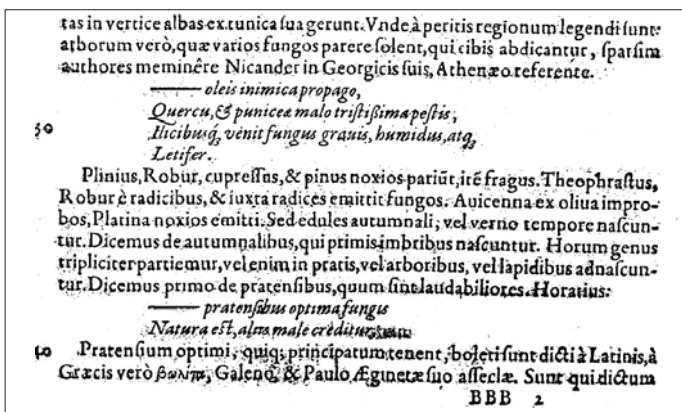 tas in vertice albas ex tunica ſua gerunt. Vnde à peritis regionum legendi ſunt:
atborum verò, quæ varios fungos parere ſolent, qui cibis abdicantur, ſparſim
authores meminêre Nicander in Georgicis ſuis, Athenæo referente.
—— oleis inimica propago,
Quercu, & puniceæ malo triſtißima peſtis,
50 Ilicibusq́ꝫ venit fungus grauis, humidus, atqꝫ
Letifer.
Plinius, Robur, cupreſſus, & pinus noxios pariūt, itē fragus. Theophraſtus,
Robur è radicibus, & iuxta radices emittit fungos. Auicenna ex oliua impro-
bos, Platina noxios emitti. Sed edules autumnali, vel verno tempore naſcun-
tur. Dicemus de autumnalibus, qui primis imbribus naſcuntur. Horum genus
tripliciter partiemur, vel enim in pratis, vel arboribus, vel lapidibus adnaſcun-
tur. Dicemus primo de pratenſibus, quum ſint laudabiliores. Horatius:
—— pratenſibus optima fungis
Natura eſt, aliis male creditur,
60 Pratenſium optimi, quiq; principatum tenent, boleti ſunt dicti à Latinis, à
Græcis verò βωλίται, Galeno, & Paulo Æginetæ ſuo aſſeclæ. Sunt qui dictum
BBB 2